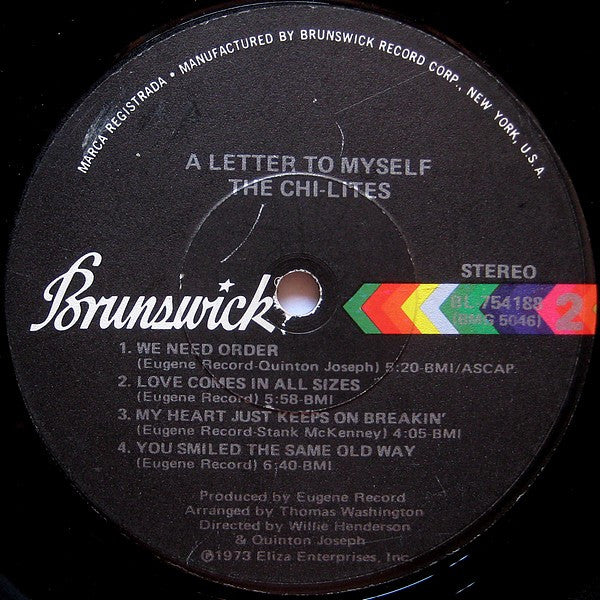 MARCA REGISTRADA • MANUFACTURED BY BRUNSWICK RECORD CORP., NEW YORK, U.S.A.
A LETTER TO MYSELF
THE CHI-LITES
Brunswick
STEREO
BL 754188
(BMG 5046)
2
1. WE NEED ORDER
(Eugene Record-Quinton Joseph) 5:20-BMI/ASCAP
2. LOVE COMES IN ALL SIZES
(Eugene Record) 5:58-BMI
3. MY HEART JUST KEEPS ON BREAKIN'
(Eugene Record-Stank McKenney) 4:05-BMI
4. YOU SMILED THE SAME OLD WAY
(Eugene Record) 6:40-BMI
Produced by Eugene Record
Arranged by Thomas Washington
Directed by Willie Henderson
& Quinton Joseph
©1973 Eliza Enterprises, Inc.